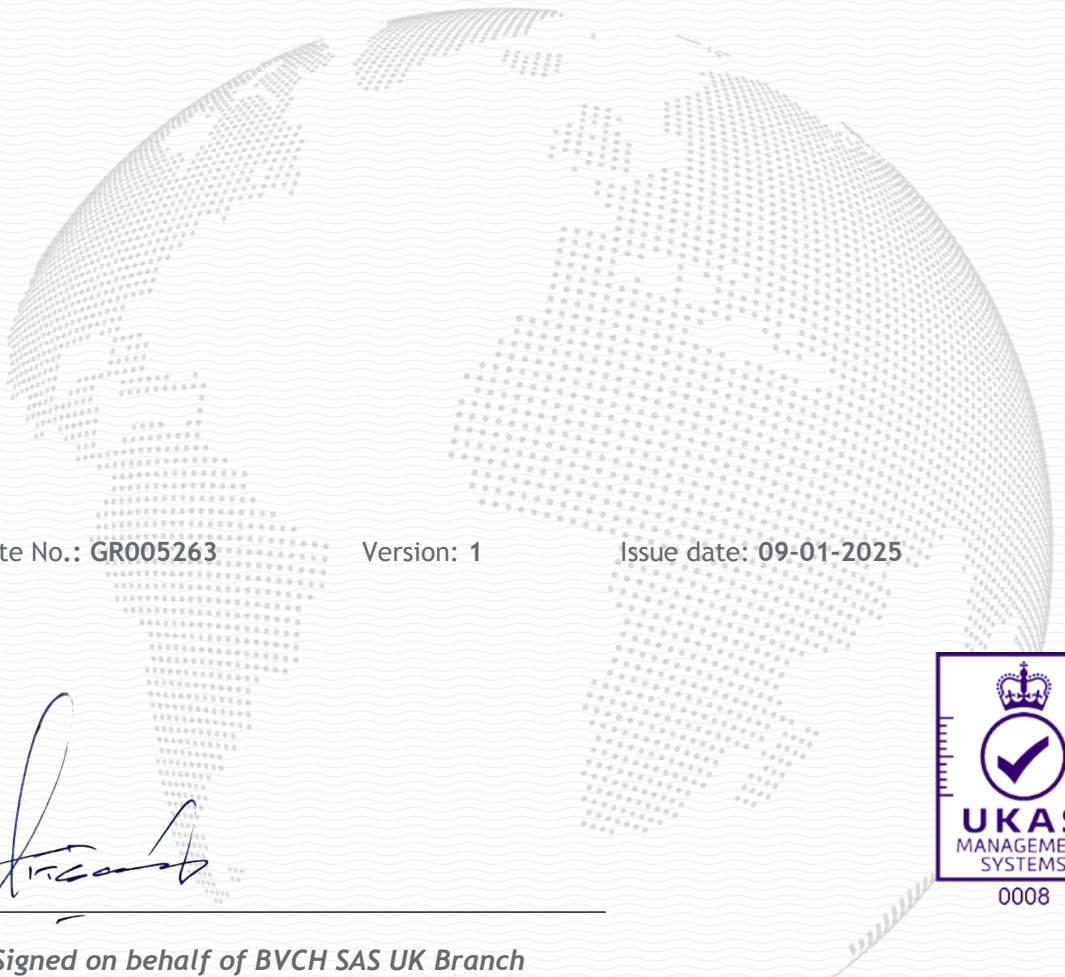 te No.: GR005263 Version: 1 Issue date: 09-01-2025
UKAS
MANAGEME
SYSTEMS
0008
Signed on behalf of BVCH SAS UK Branch